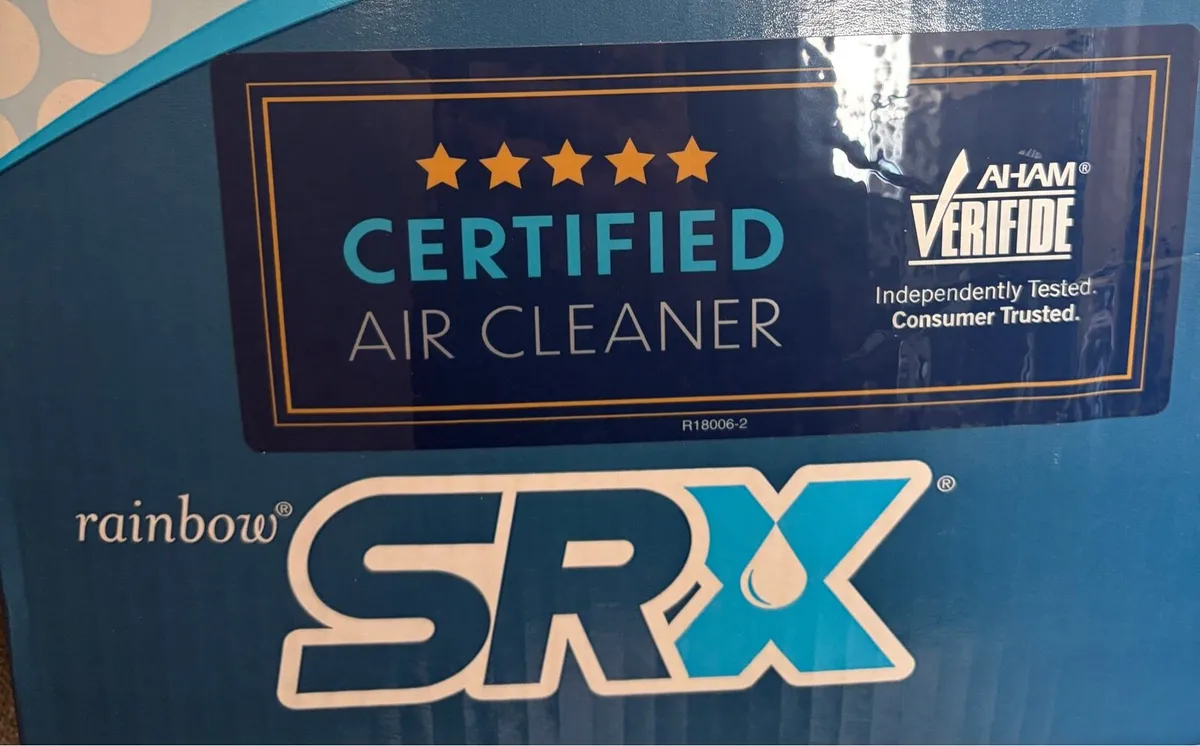 CERTIFIED
AIR CLEANER
AHAM®
VERIFIDE
Independently Tested.
Consumer Trusted.
R18006-2
rainbow® SRX®